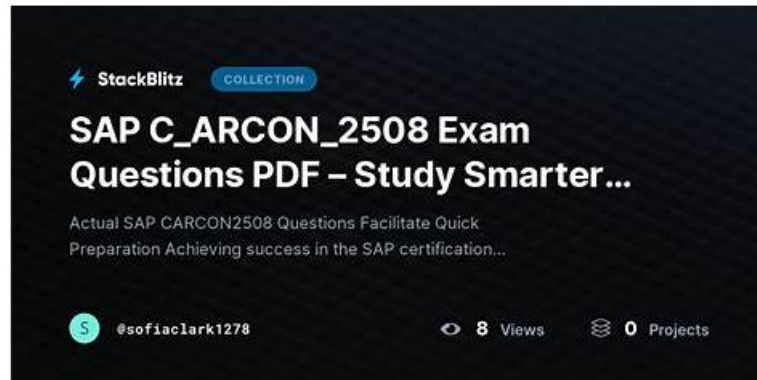 StackBlitz COLLECTION
SAP C_ARCON_2508 Exam
Questions PDF – Study Smarter...
Actual SAP CARCON2508 Questions Facilitate Quick
Preparation Achieving success in the SAP certification...
S @sofiaclark1278 8 Views 0 Projects